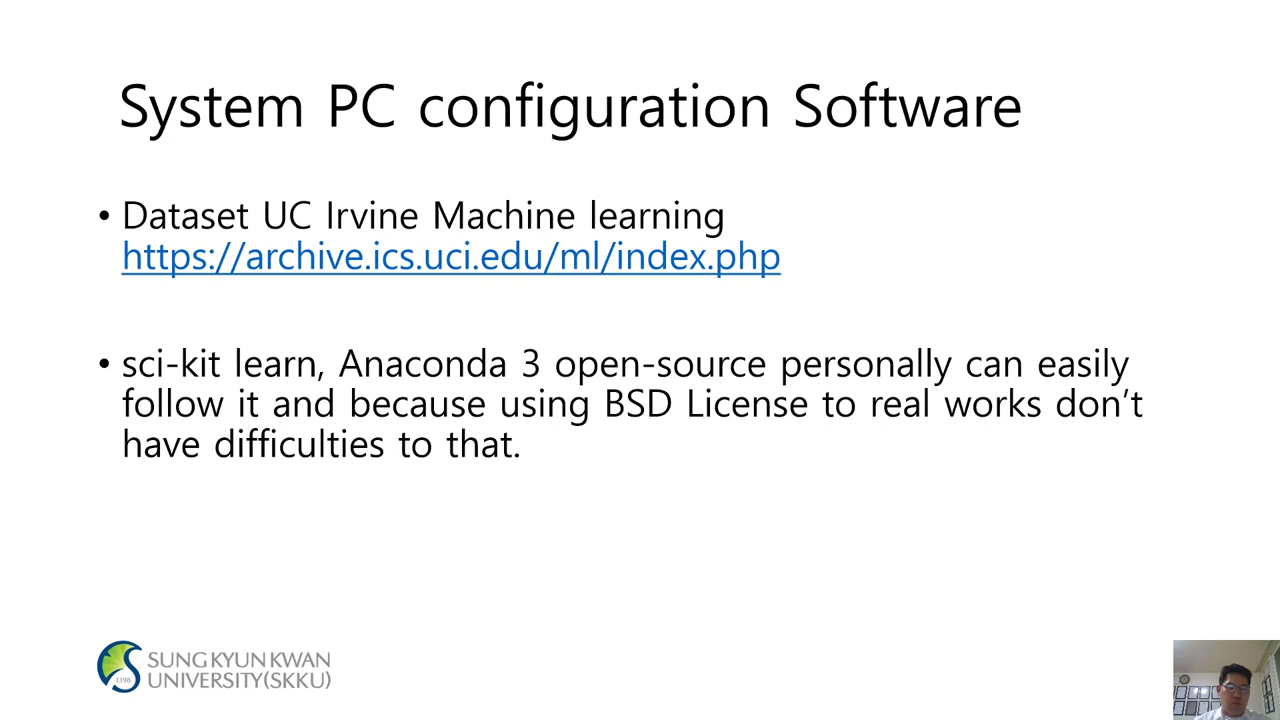 System PC configuration Software
• Dataset UC Irvine Machine learning
https://archive.ics.uci.edu/ml/index.php
• sci-kit learn, Anaconda 3 open-source personally can easily
follow it and because using BSD License to real works don’t
have difficulties to that.
1398
SUNG KYUN KWAN
UNIVERSITY(SKKU)